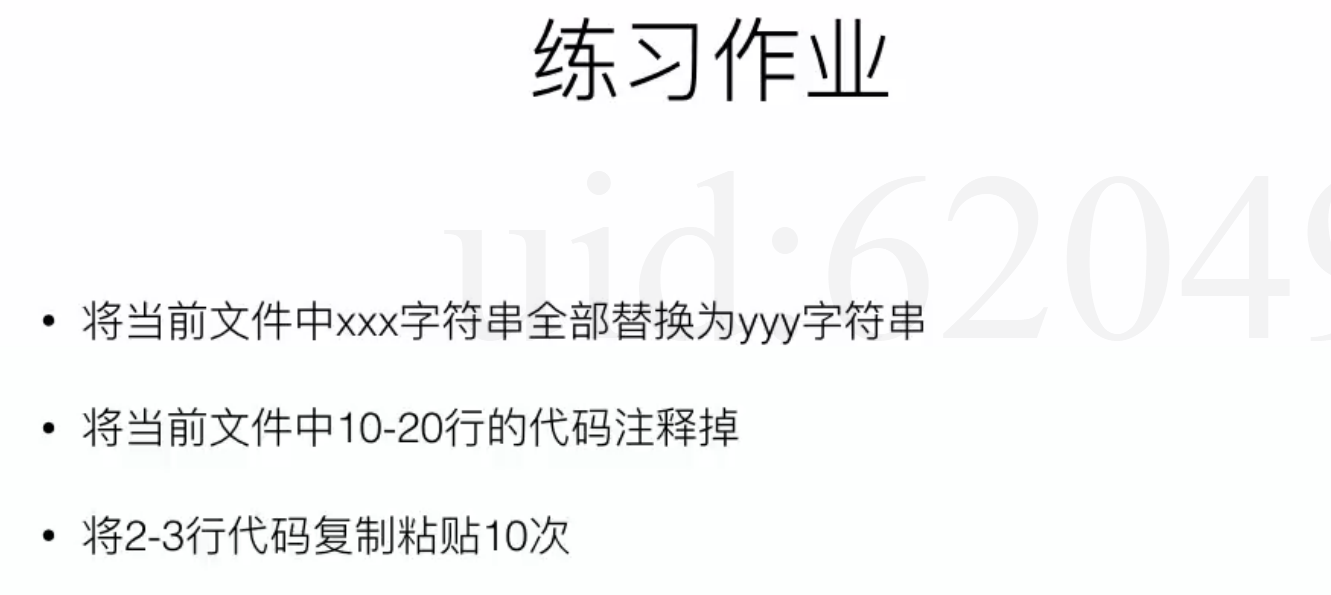 练习作业
uid:6204
• 将当前文件中xxx字符串全部替换为yyy字符串
• 将当前文件中10-20行的代码注释掉
• 将2-3行代码复制粘贴10次